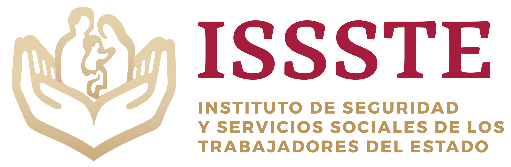 ISSSTE
INSTITUTO DE SEGURIDAD
Y SERVICIOS SOCIALES DE LOS
TRABAJADORES DEL ESTADO